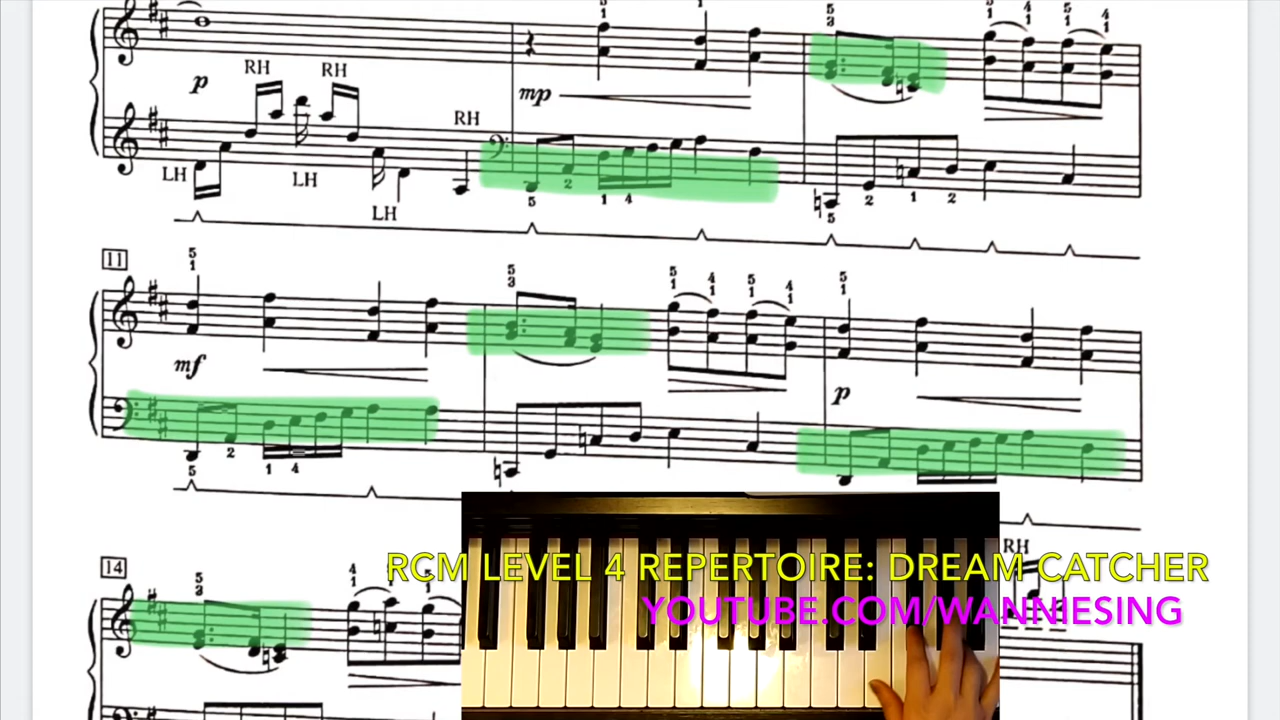 RH
RH
p
mp
RH
LH
LH
LH
11
mf
p
14
RH
RCM LEVEL 4 REPERTOIRE: DREAM CATCHER
YOUTUBE.COM/WANNIESING